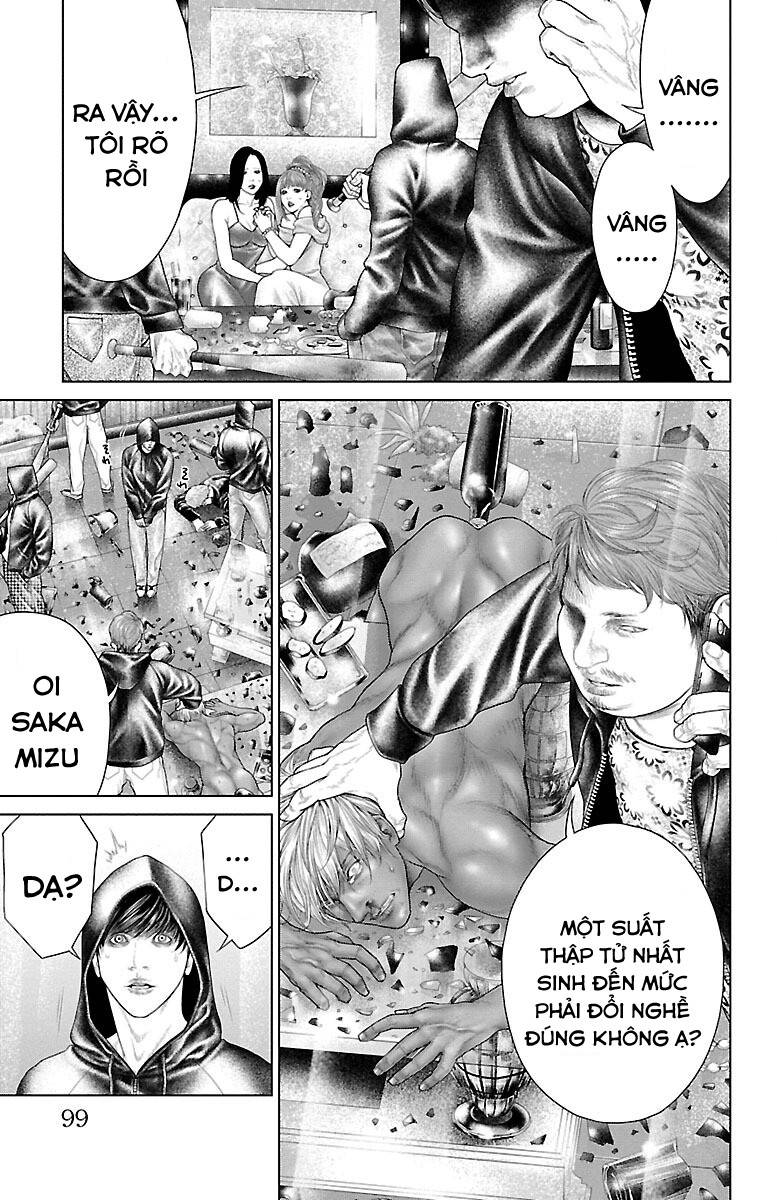 VÂNG
.......
VÂNG
.....
RA VẬY...
TÔI RÕ
RỒI
MỘT SUẤT
THẬP TỬ NHẤT
SINH ĐẾN MỨC
PHẢI ĐỔI NGHỀ
ĐÚNG KHÔNG Ạ?
OI
SAKA
MIZU
...
D...
DẠ?
99